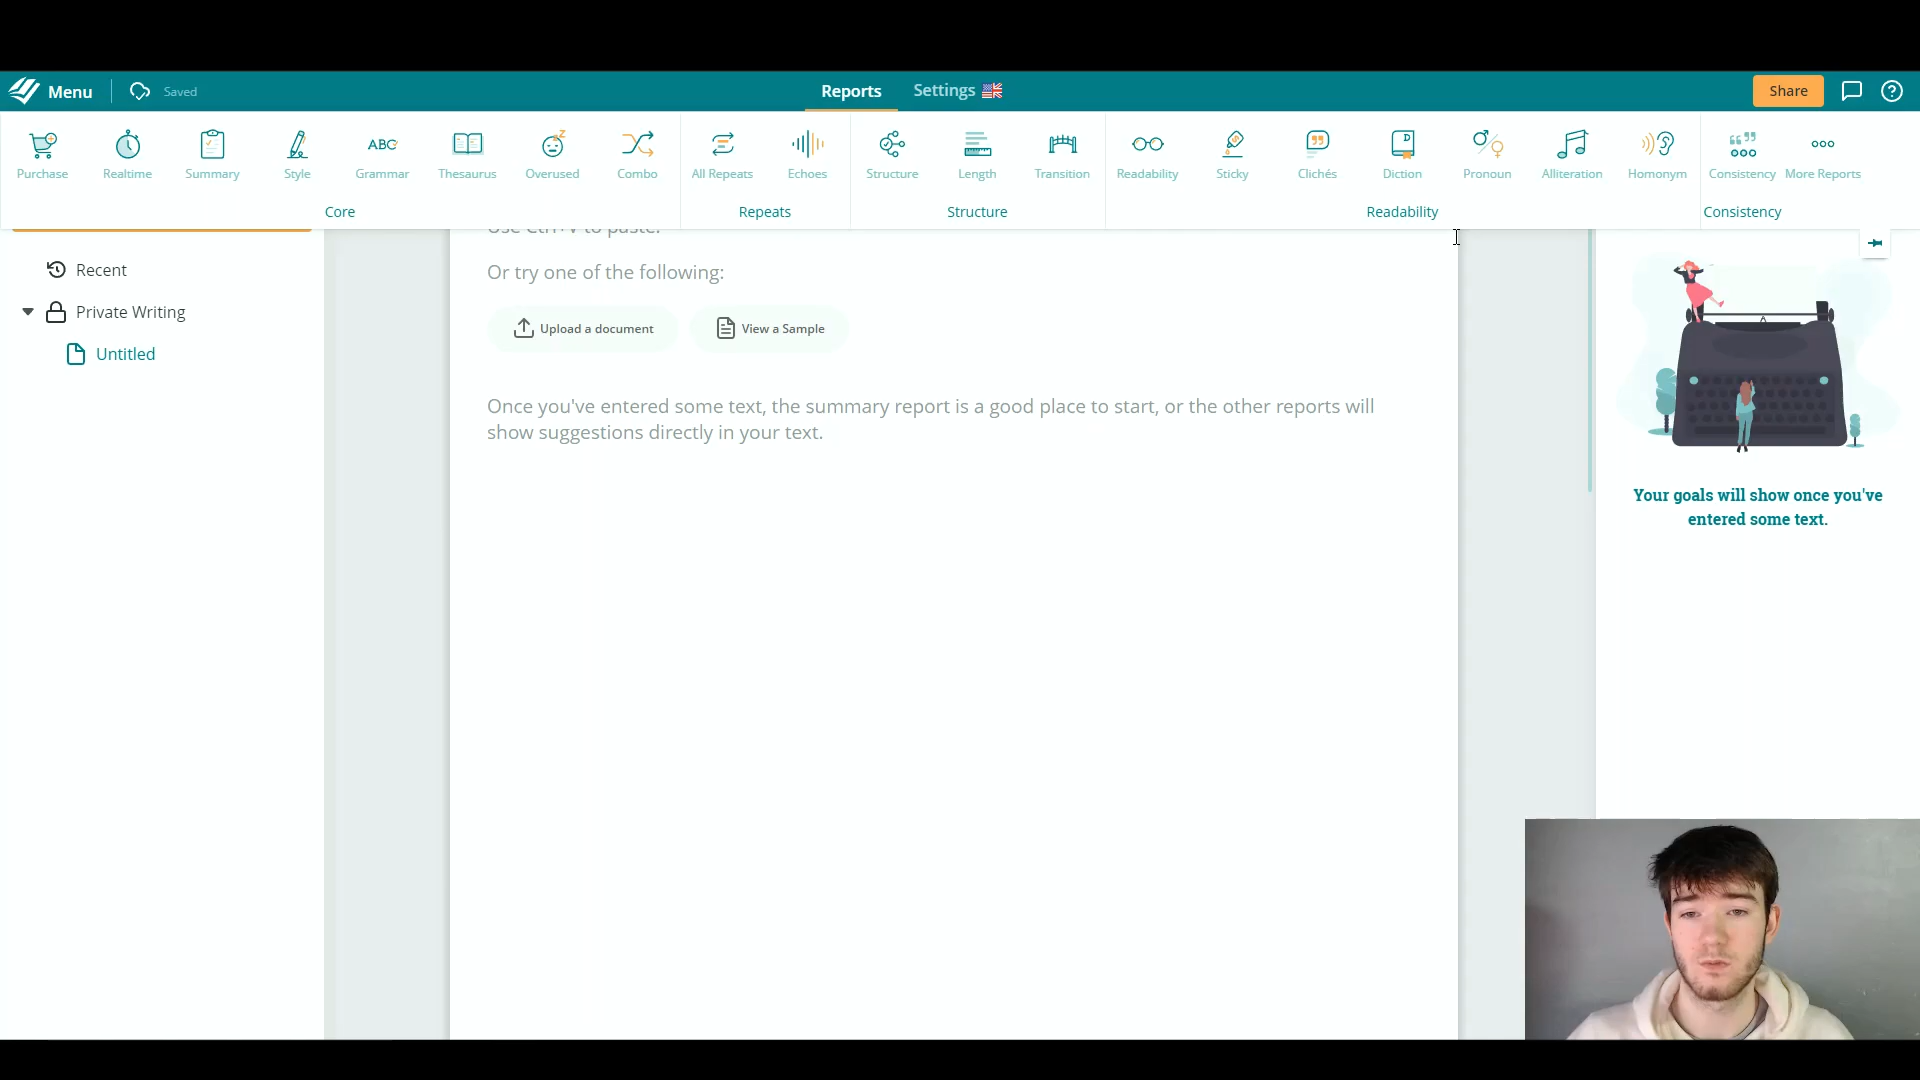 Menu
Saved
Reports
Settings
Share
Purchase
Realtime
Summary
Style
ABC
Grammar
Thesaurus
Overused
Combo
All Repeats
Echoes
Structure
Length
Transition
Readability
Sticky
Clichés
Diction
Pronoun
Alliteration
Homonym
Consistency
More Reports
Core
Repeats
Structure
Readability
Consistency
Use Ctrl+V to paste.
Recent
Or try one of the following:
Private Writing
Upload a document
View a Sample
Untitled
Once you've entered some text, the summary report is a good place to start, or the other reports will
show suggestions directly in your text.
Your goals will show once you've
entered some text.